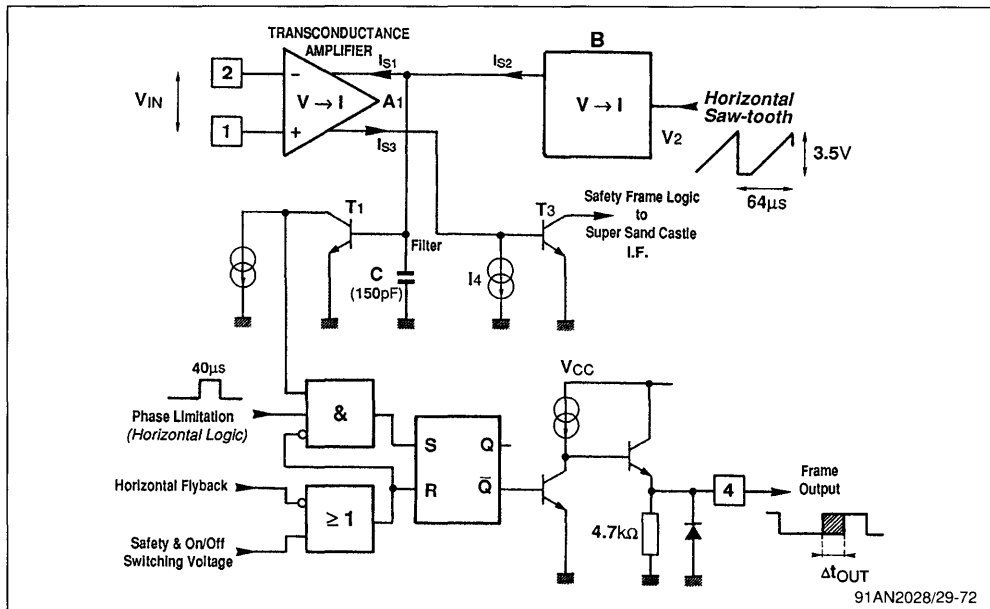 TRANSCONDUCTANCE
AMPLIFIER
B
2
IS1
IS2
VIN
V → I
A1
V → I
Horizontal
Saw-tooth
1
+
IS3
V2
3.5V
64µs
T1
T3
Safety Frame Logic
to
Super Sand Castle
I.F.
Filter
C
(150pF)
I4
40µs
VCC
Phase Limitation
(Horizontal Logic)
&
S
Q
Horizontal Flyback
R
Q̄
4
Frame
Output
≥ 1
4.7kΩ
Safety & On/Off
Switching Voltage
ΔtOUT
91AN2028/29-72